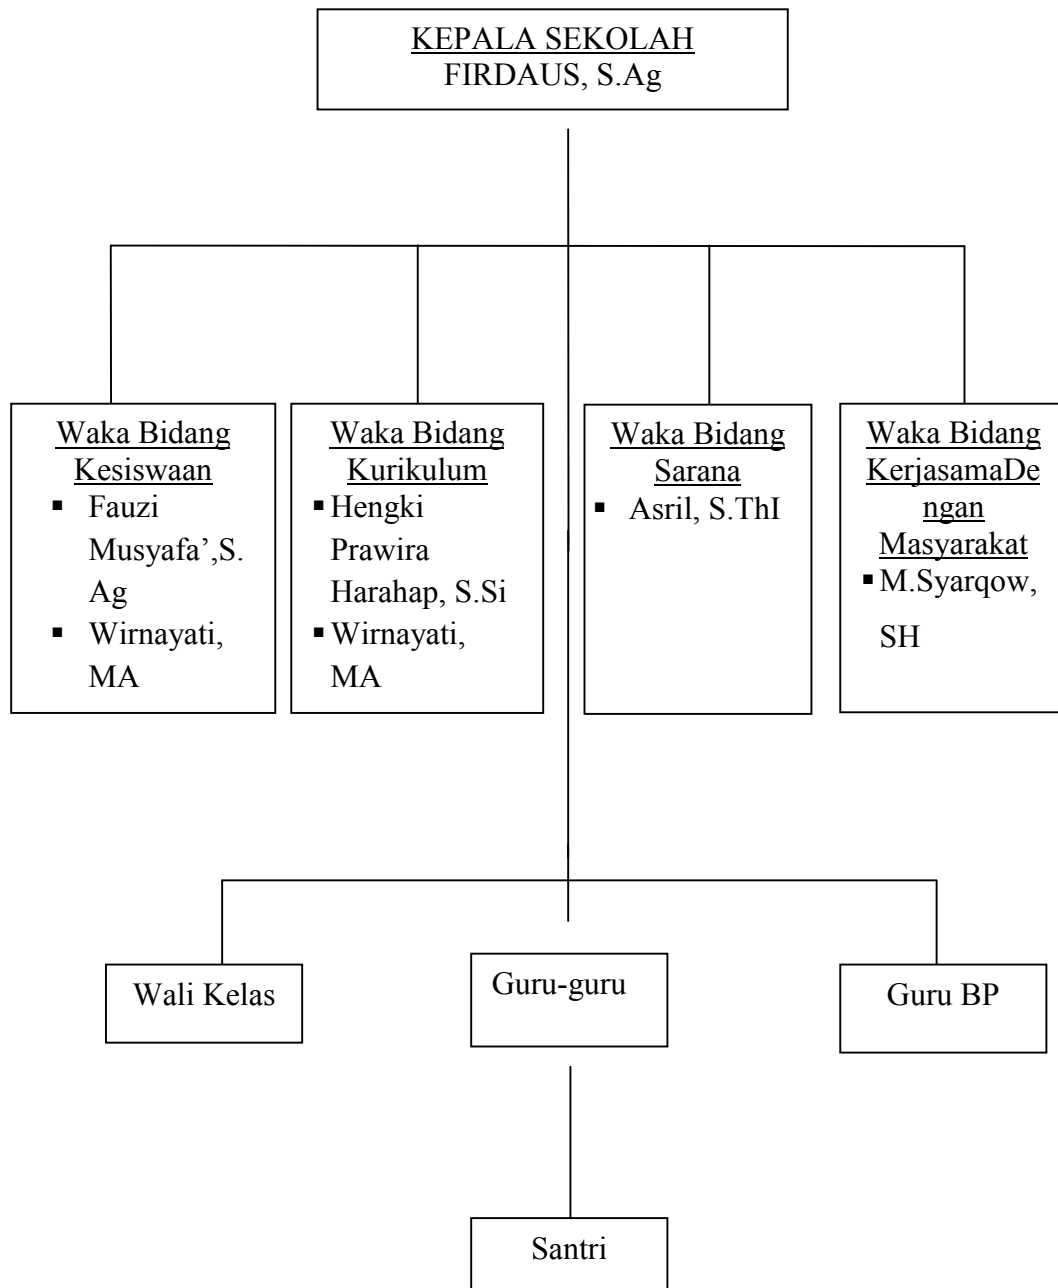 KEPALA SEKOLAH
FIRDAUS, S.Ag
Waka Bidang
Kesiswaan
▪ Fauzi
Musyafa’,S.
Ag
▪ Wirnayati,
MA
Waka Bidang
Kurikulum
▪ Hengki
Prawira
Harahap, S.Si
▪ Wirnayati,
MA
Waka Bidang
Sarana
▪ Asril, S.ThI
Waka Bidang
KerjasamaDe
ngan
Masyarakat
▪ M.Syarqow,
SH
Wali Kelas
Guru-guru
Guru BP
Santri